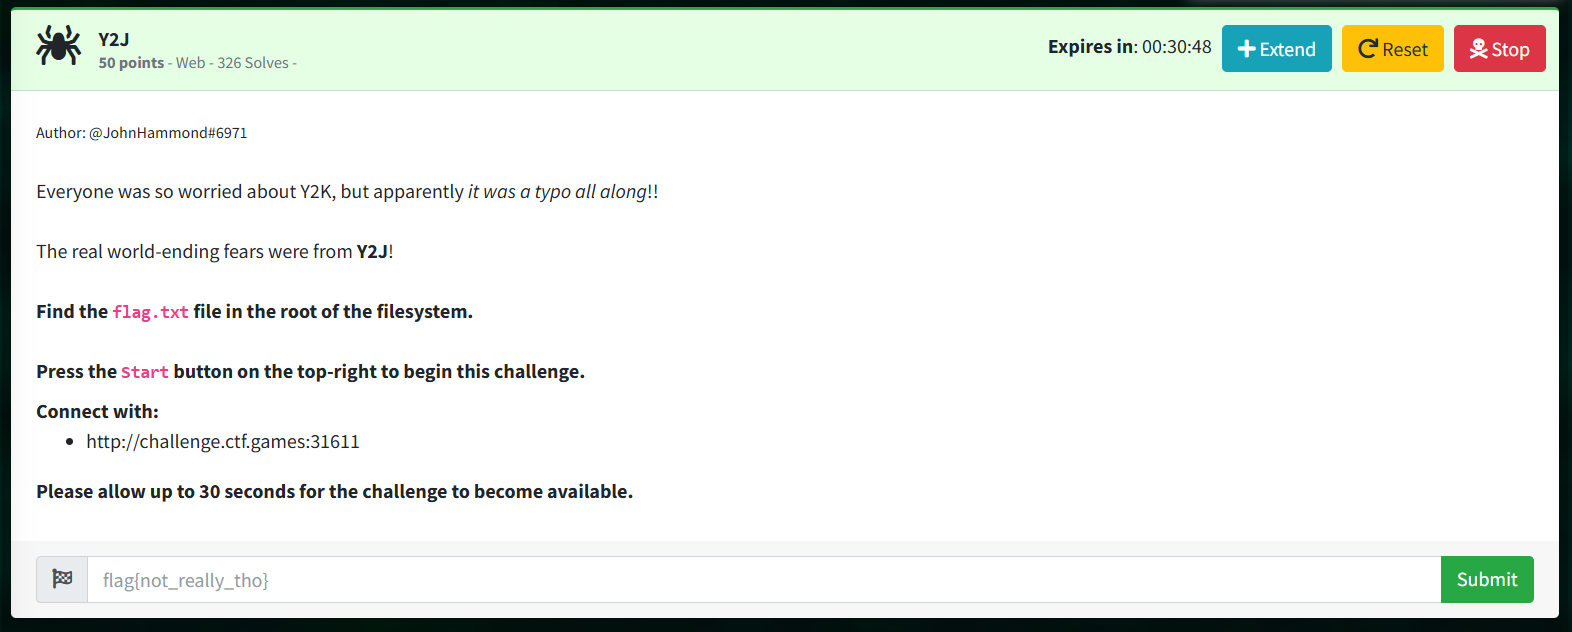 Y2J
50 points - Web - 326 Solves -
Expires in: 00:30:48
Extend
Reset
Stop
Author: @JohnHammond#6971
Everyone was so worried about Y2K, but apparently it was a typo all along!!
The real world-ending fears were from Y2J!
Find the flag.txt file in the root of the filesystem.
Press the Start button on the top-right to begin this challenge.
Connect with:
• http://challenge.ctf.games:31611
Please allow up to 30 seconds for the challenge to become available.
flag{not_really_tho}
Submit